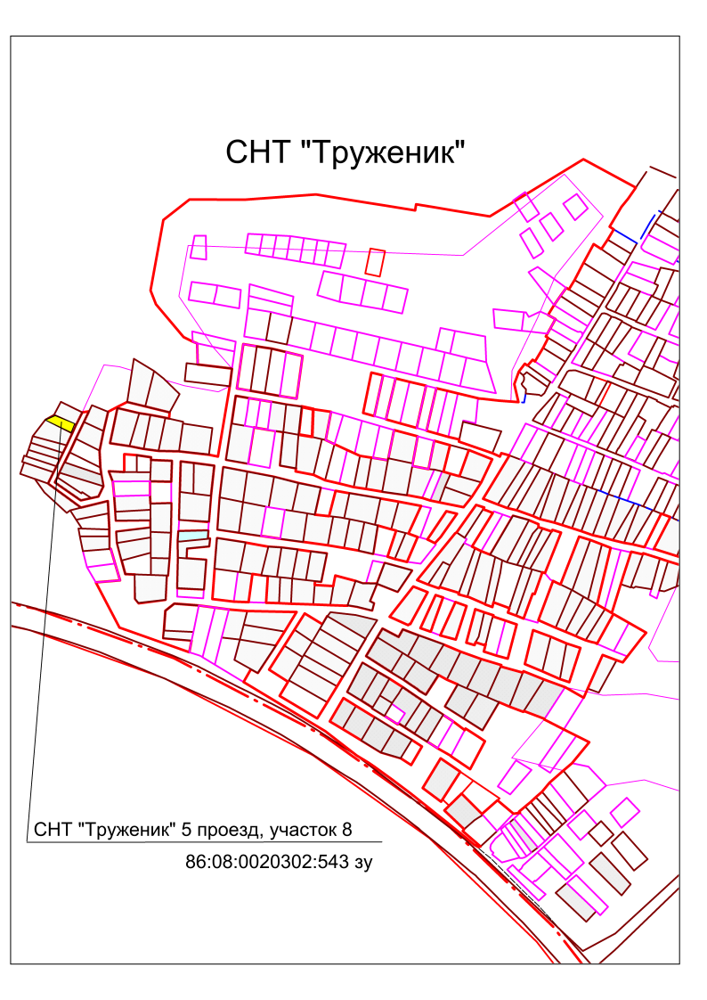 СНТ "Труженик"
СНТ "Труженик" 5 проезд, участок 8
86:08:0020302:543 зу